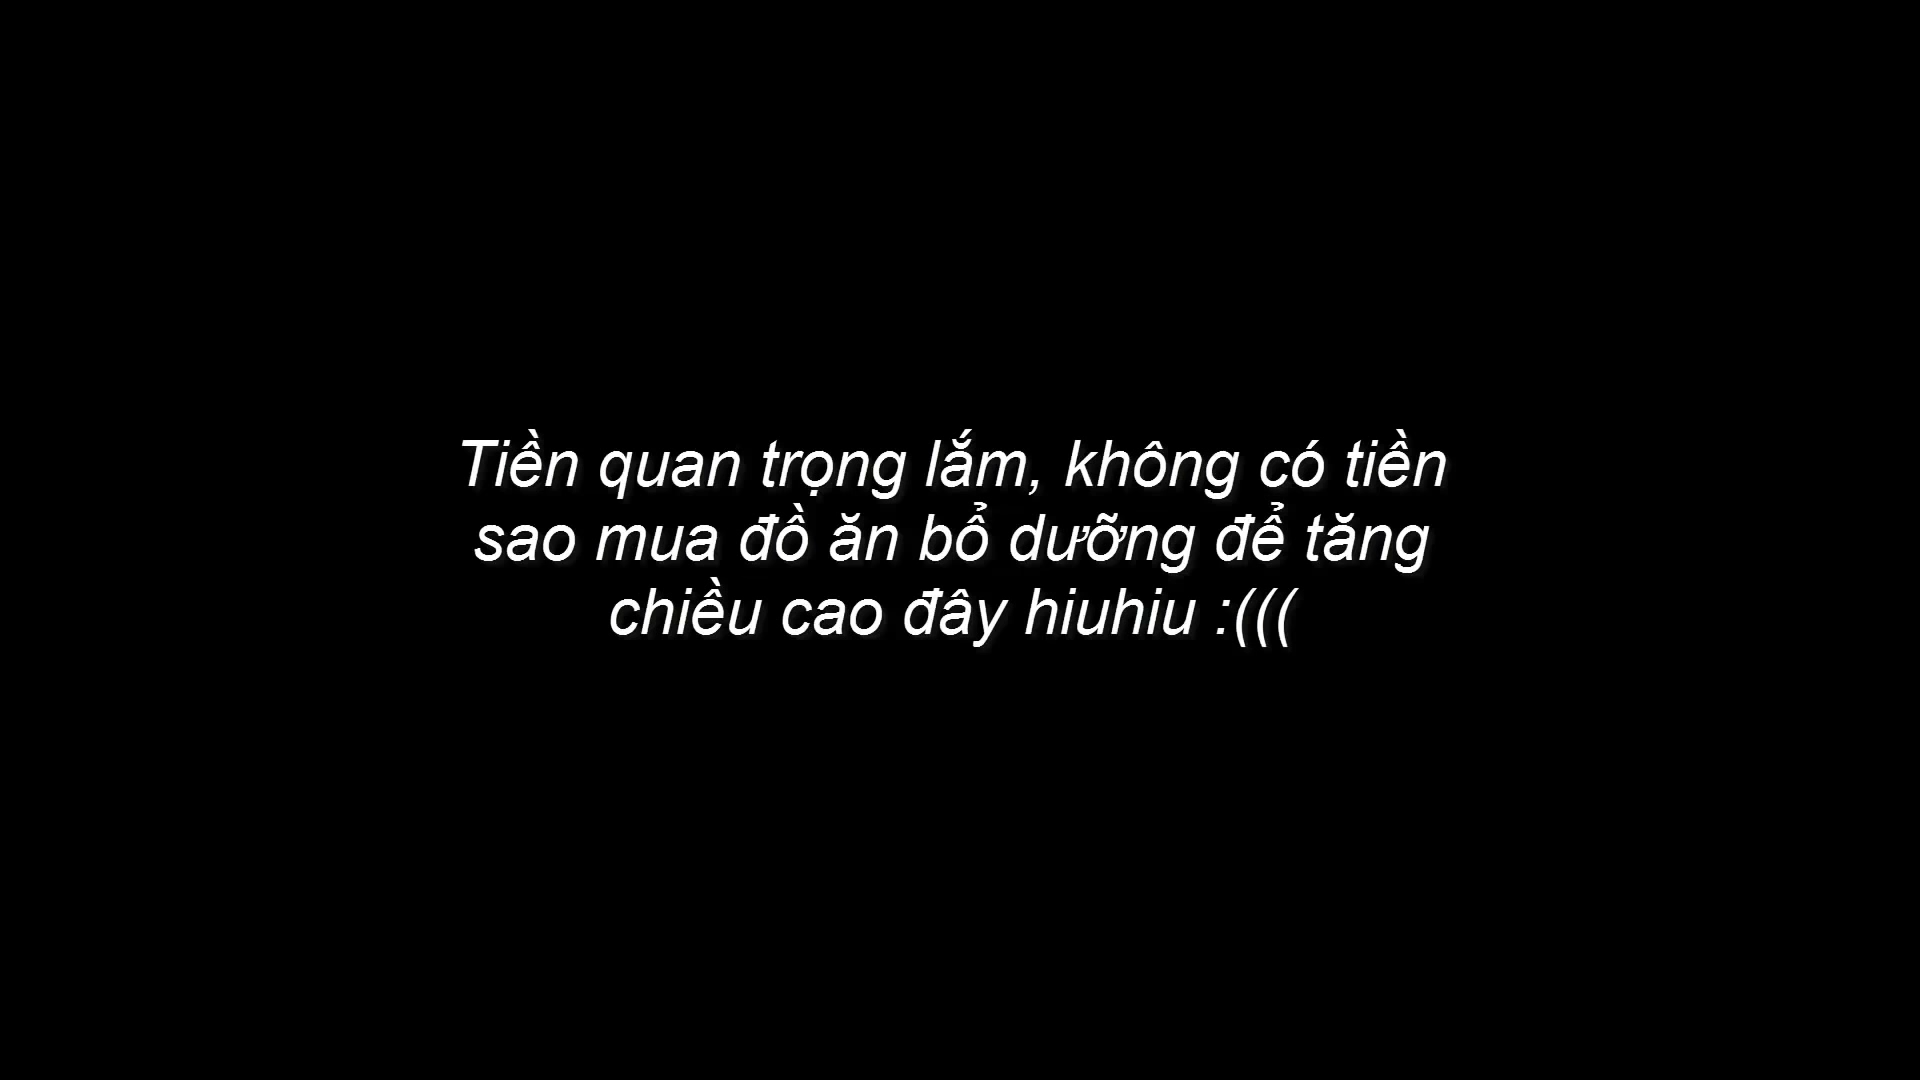 Tiền quan trọng lắm, không có tiền
sao mua đồ ăn bổ dưỡng để tăng
chiều cao đây hiuhiu :(((